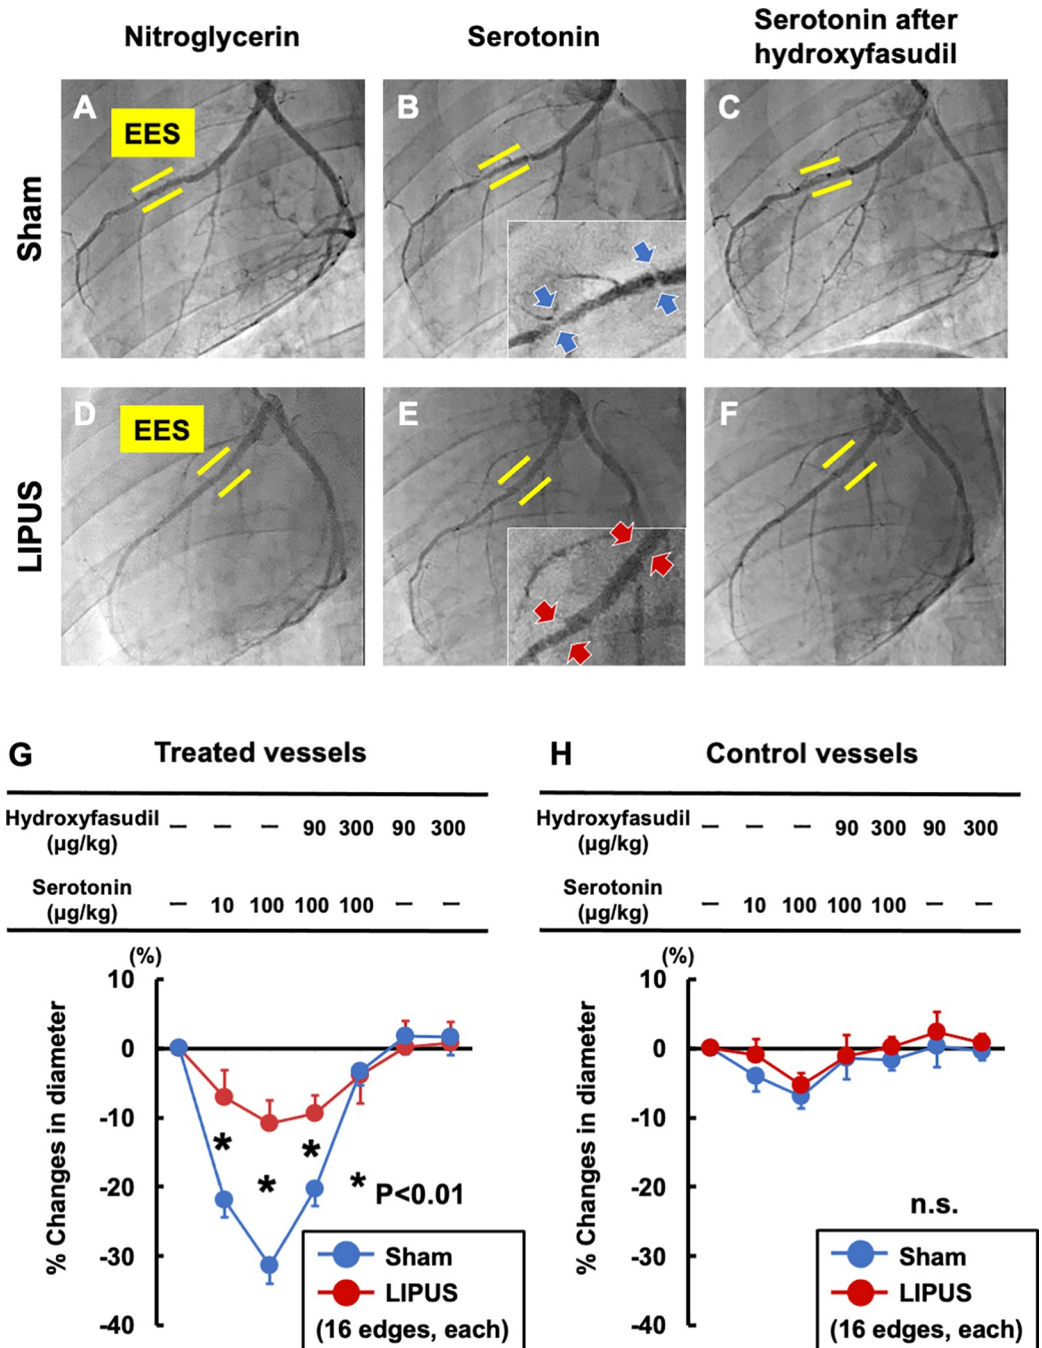 Nitroglycerin
Serotonin
Serotonin after
hydroxyfasudil
Sham
A
EES
B
C
LIPUS
D
EES
E
F
G
Treated vessels
Hydroxyfasudil
(µg/kg)
— — — 90 300 90 300
Serotonin
(µg/kg)
— 10 100 100 100 — —
(%)
% Changes in diameter
10
0
-10
-20
-30
-40
*
*
*
* P<0.01
Sham
LIPUS
(16 edges, each)
H
Control vessels
Hydroxyfasudil
(µg/kg)
— — — 90 300 90 300
Serotonin
(µg/kg)
— 10 100 100 100 — —
(%)
% Changes in diameter
10
0
-10
-20
-30
-40
n.s.
Sham
LIPUS
(16 edges, each)